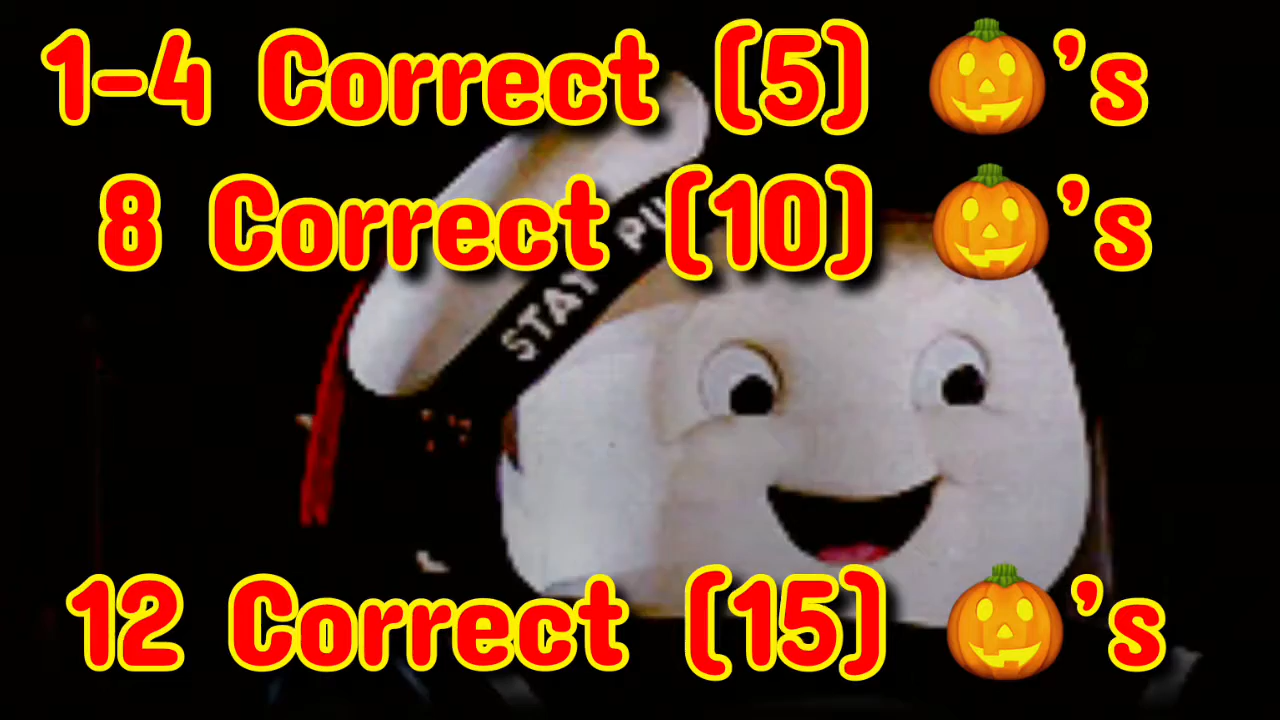 1-4 Correct (5) 🎃's
8 Correct (10) 🎃's
STAY PU
12 Correct (15) 🎃's